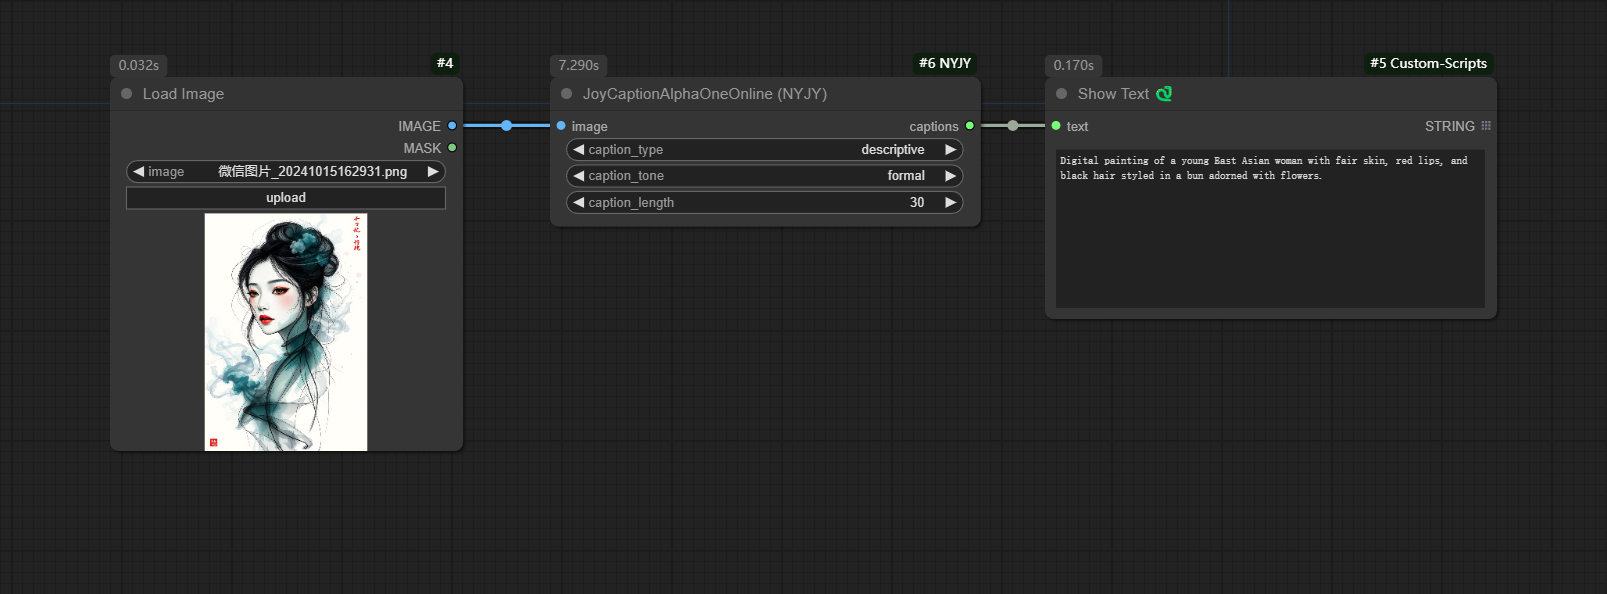 0.032s
#4
Load Image
IMAGE
MASK
image 微信图片_20241015162931.png
upload
7.290s
#6 NYJY
JoyCaptionAlphaOneOnline (NYJY)
image captions
caption_type descriptive
caption_tone formal
caption_length 30
0.170s
#5 Custom-Scripts
Show Text
text STRING
Digital painting of a young East Asian woman with fair skin, red lips, and
black hair styled in a bun adorned with flowers.